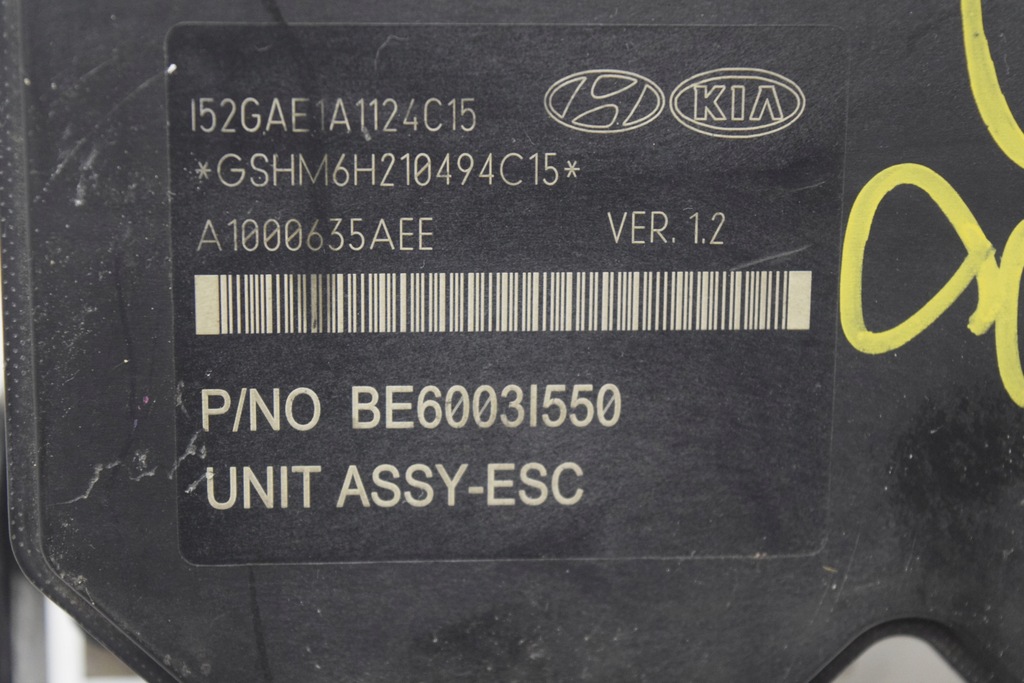 I52GAE1A1124C15
KIA
*GSHM6H210494C15*
A1000635AEE VER. 1.2
P/NO BE6003I550
UNIT ASSY-ESC